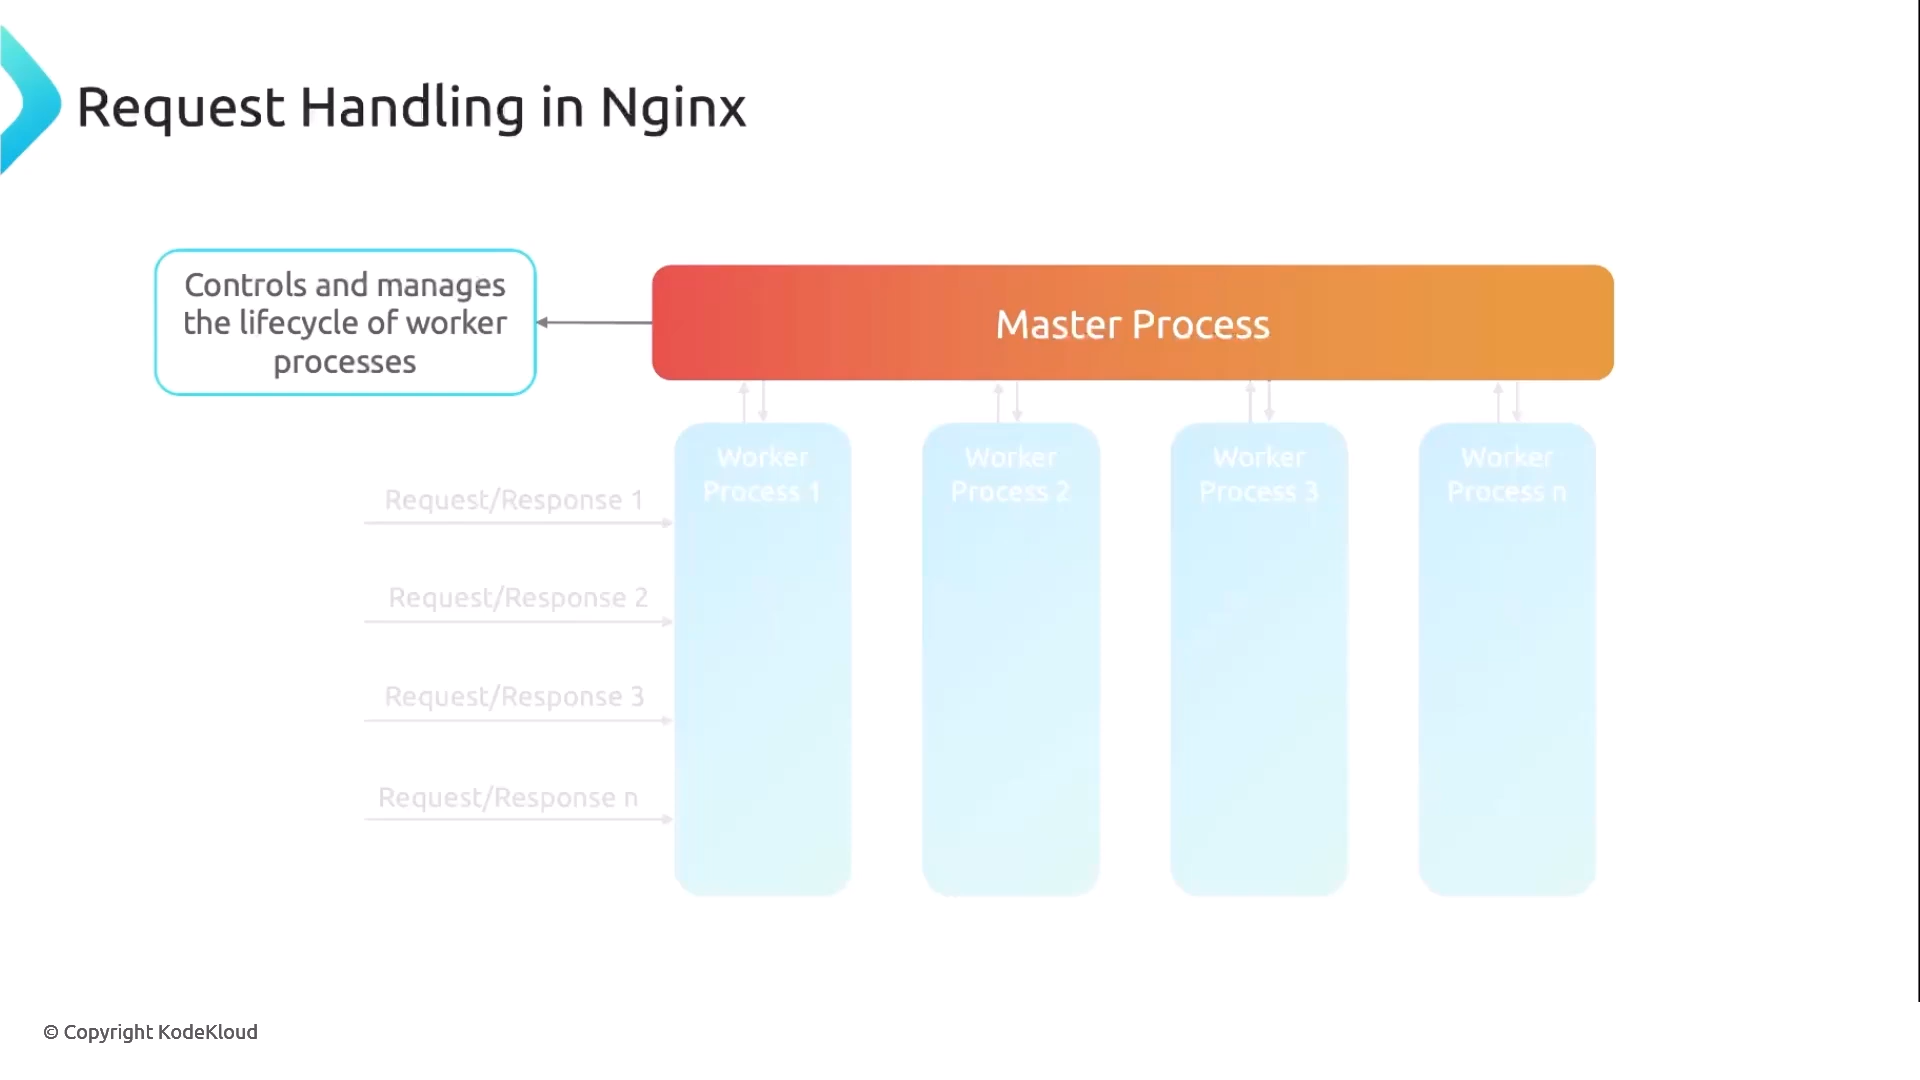 Request Handling in Nginx
Controls and manages
the lifecycle of worker
processes
Master Process
Worker
Process 1
Worker
Process 2
Worker
Process 3
Worker
Process n
Request/Response 1
Request/Response 2
Request/Response 3
Request/Response n
© Copyright KodeKloud